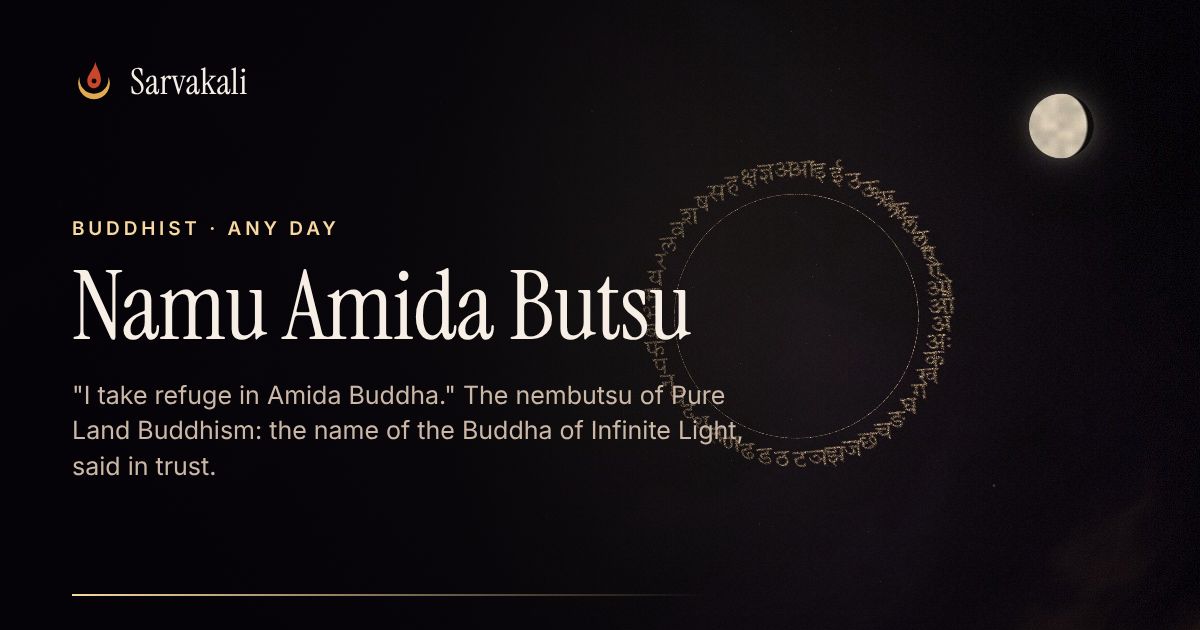 Sarvakali
BUDDHIST · ANY DAY
Namu Amida Butsu
"I take refuge in Amida Buddha." The nembutsu of Pure
Land Buddhism: the name of the Buddha of Infinite Light,
said in trust.